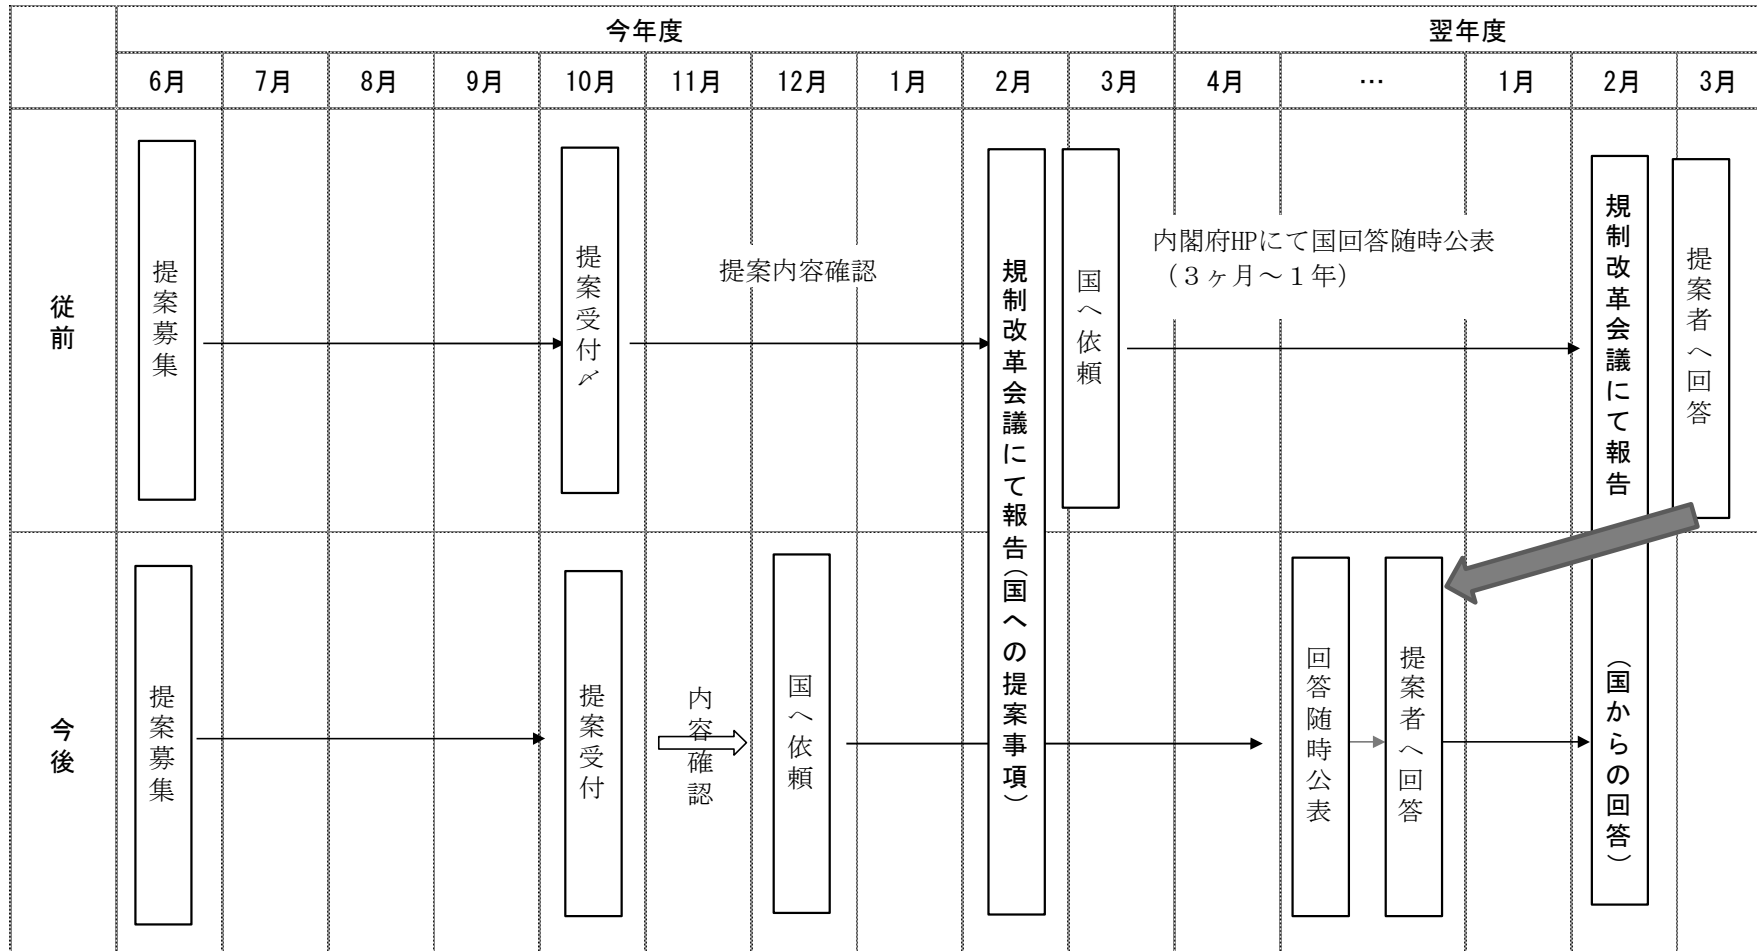 今年度
翌年度
6月
7月
8月
9月
10月
11月
12月
1月
2月
3月
4月
…
1月
2月
3月
従前
提案募集
提案受付〆
提案内容確認
規制改革会議にて報告（国への提案事項）
国へ依頼
内閣府HPにて国回答随時公表
（３ヶ月～１年）
規制改革会議にて報告　（国からの回答）
提案者へ回答
今後
提案募集
提案受付
内容確認
国へ依頼
回答随時公表
提案者へ回答